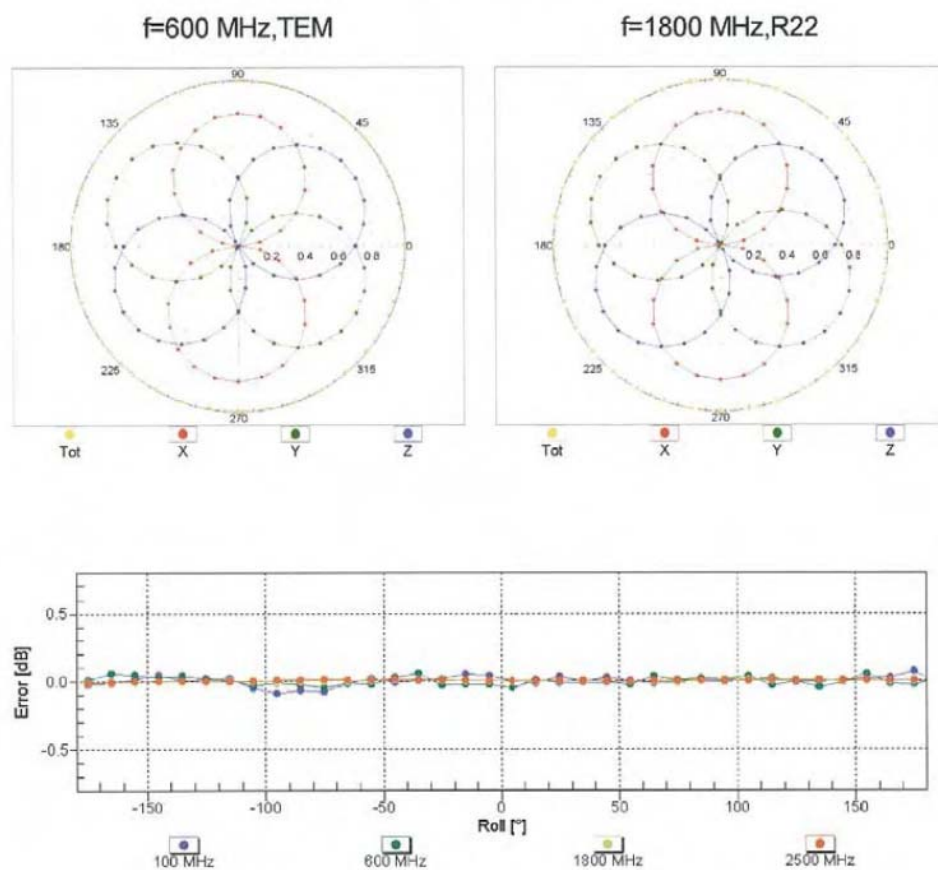 f=600 MHz,TEM
f=1800 MHz,R22
90
135
45
180
0.2 0.4 0.6 0.8
0
225
315
270
Tot X Y Z
90
135
45
180
0.2 0.4 0.6 0.8
0
225
315
270
Tot X Y Z
Error [dB]
0.5
0.0
-0.5
-150 -100 -50 0 50 100 150
Roll [°]
100 MHz 600 MHz 1800 MHz 2500 MHz